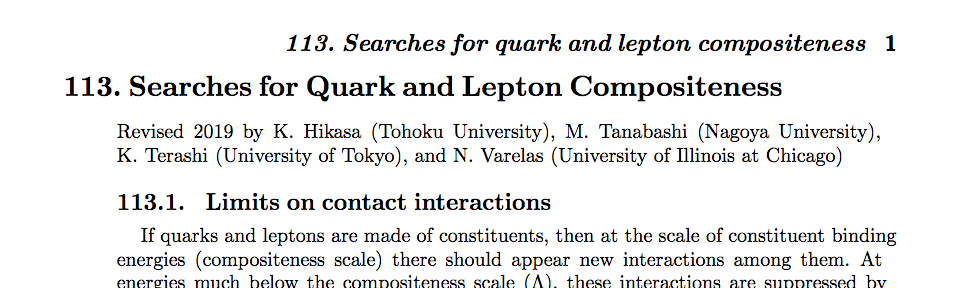 113. Searches for quark and lepton compositeness 1
113. Searches for Quark and Lepton Compositeness
Revised 2019 by K. Hikasa (Tohoku University), M. Tanabashi (Nagoya University),
K. Terashi (University of Tokyo), and N. Varelas (University of Illinois at Chicago)
113.1. Limits on contact interactions
If quarks and leptons are made of constituents, then at the scale of constituent binding
energies (compositeness scale) there should appear new interactions among them. At
energies much below the compositeness scale (Λ), these interactions are suppressed by